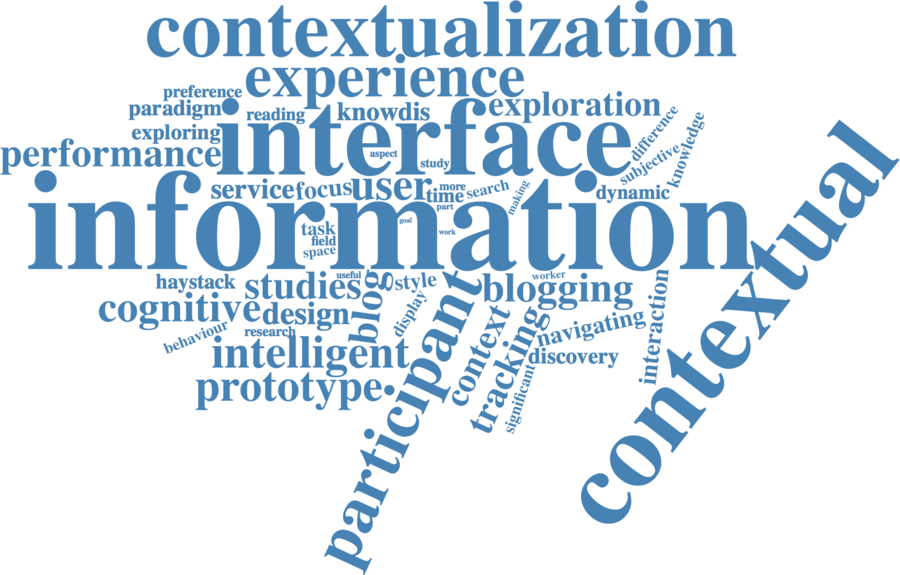 contextualization
experience
preference
paradigm
reading
knowdis
exploration
exploring
interface
difference
performance
aspect
study
subjective
knowledge
service
focus
user
time
more
search
making
dynamic
part
information
goal
work
task
field
space
contextual
haystack
studies
useful
blog
style
worker
blogging
cognitive
design
display
participant
context
tracking
navigating
interaction
behaviour
research
intelligent
discovery
significant
prototype